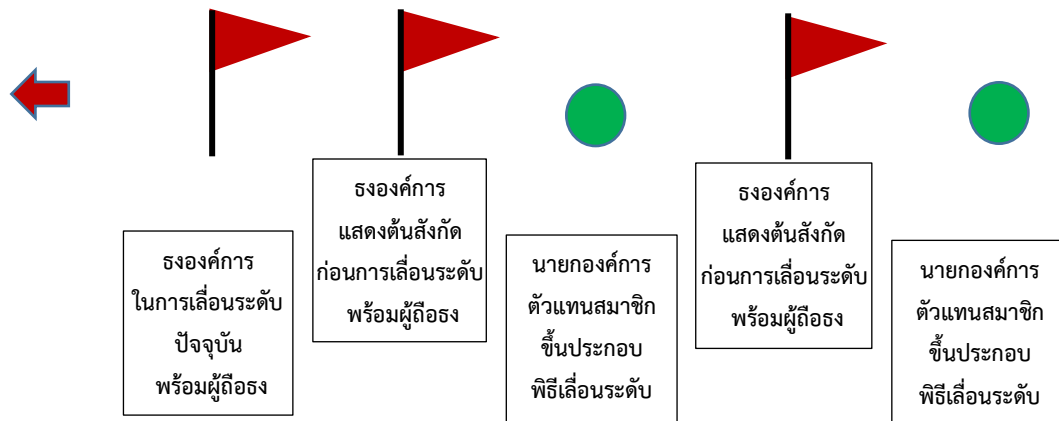 ธงองค์การ
ในการเลื่อนระดับ
ปัจจุบัน
พร้อมผู้ถือธง
ธงองค์การ
แสดงต้นสังกัด
ก่อนการเลื่อนระดับ
พร้อมผู้ถือธง
นายกองค์การ
ตัวแทนสมาชิก
ขึ้นประกอบ
พิธีเลื่อนระดับ
ธงองค์การ
แสดงต้นสังกัด
ก่อนการเลื่อนระดับ
พร้อมผู้ถือธง
นายกองค์การ
ตัวแทนสมาชิก
ขึ้นประกอบ
พิธีเลื่อนระดับ